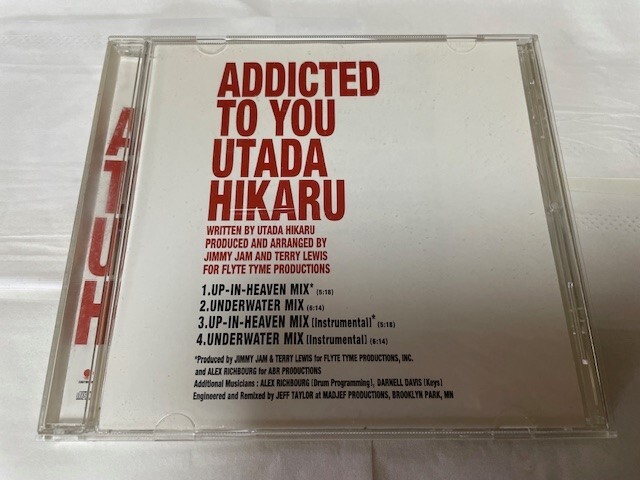 ADDICTED
TO YOU
UTADA
HIKARU
WRITTEN BY UTADA HIKARU
PRODUCED AND ARRANGED BY
JIMMY JAM AND TERRY LEWIS
FOR FLYTE TYME PRODUCTIONS
1.UP-IN-HEAVEN MIX* (5:18)
2.UNDERWATER MIX (6:14)
3.UP-IN-HEAVEN MIX [Instrumental]* (5:18)
4.UNDERWATER MIX [Instrumental] (6:14)
*Produced by JIMMY JAM & TERRY LEWIS for FLYTE TYME PRODUCTIONS, INC.
and ALEX RICHBOURG for ABR PRODUCTIONS
Additional Musicians : ALEX RICHBOURG [Drum Programming], DARNELL DAVIS [Keys]
Engineered and Remixed by JEFF TAYLOR at MADJEF PRODUCTIONS, BROOKLYN PARK, MN
ATUH